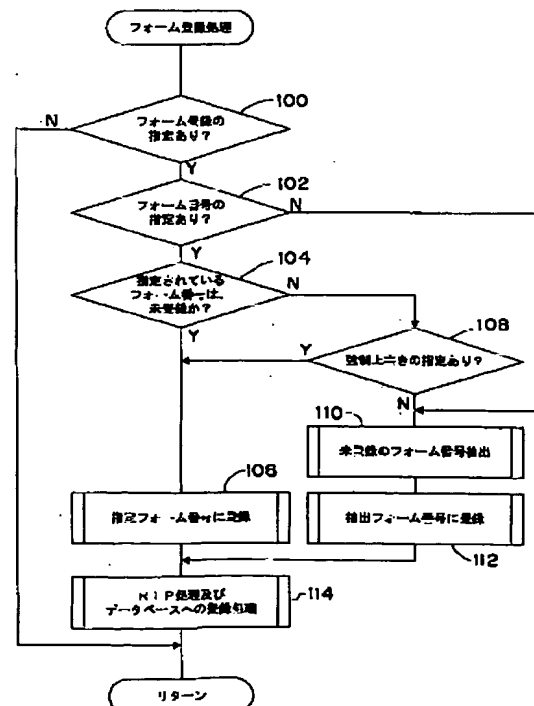 フォーム登録処理
100
N
フォーム登録の
指定あり?
Y
102
N
フォーム番号の
指定あり?
Y
104
N
指定されている
フォーム番号は、
未登録か?
Y
108
Y
強制上書きの指定あり?
N
110
未登録のフォーム番号抽出
106
指定フォーム番号に登録
抽出フォーム番号に登録
112
RIP処理及び
データベースへの登録処理
114
リターン